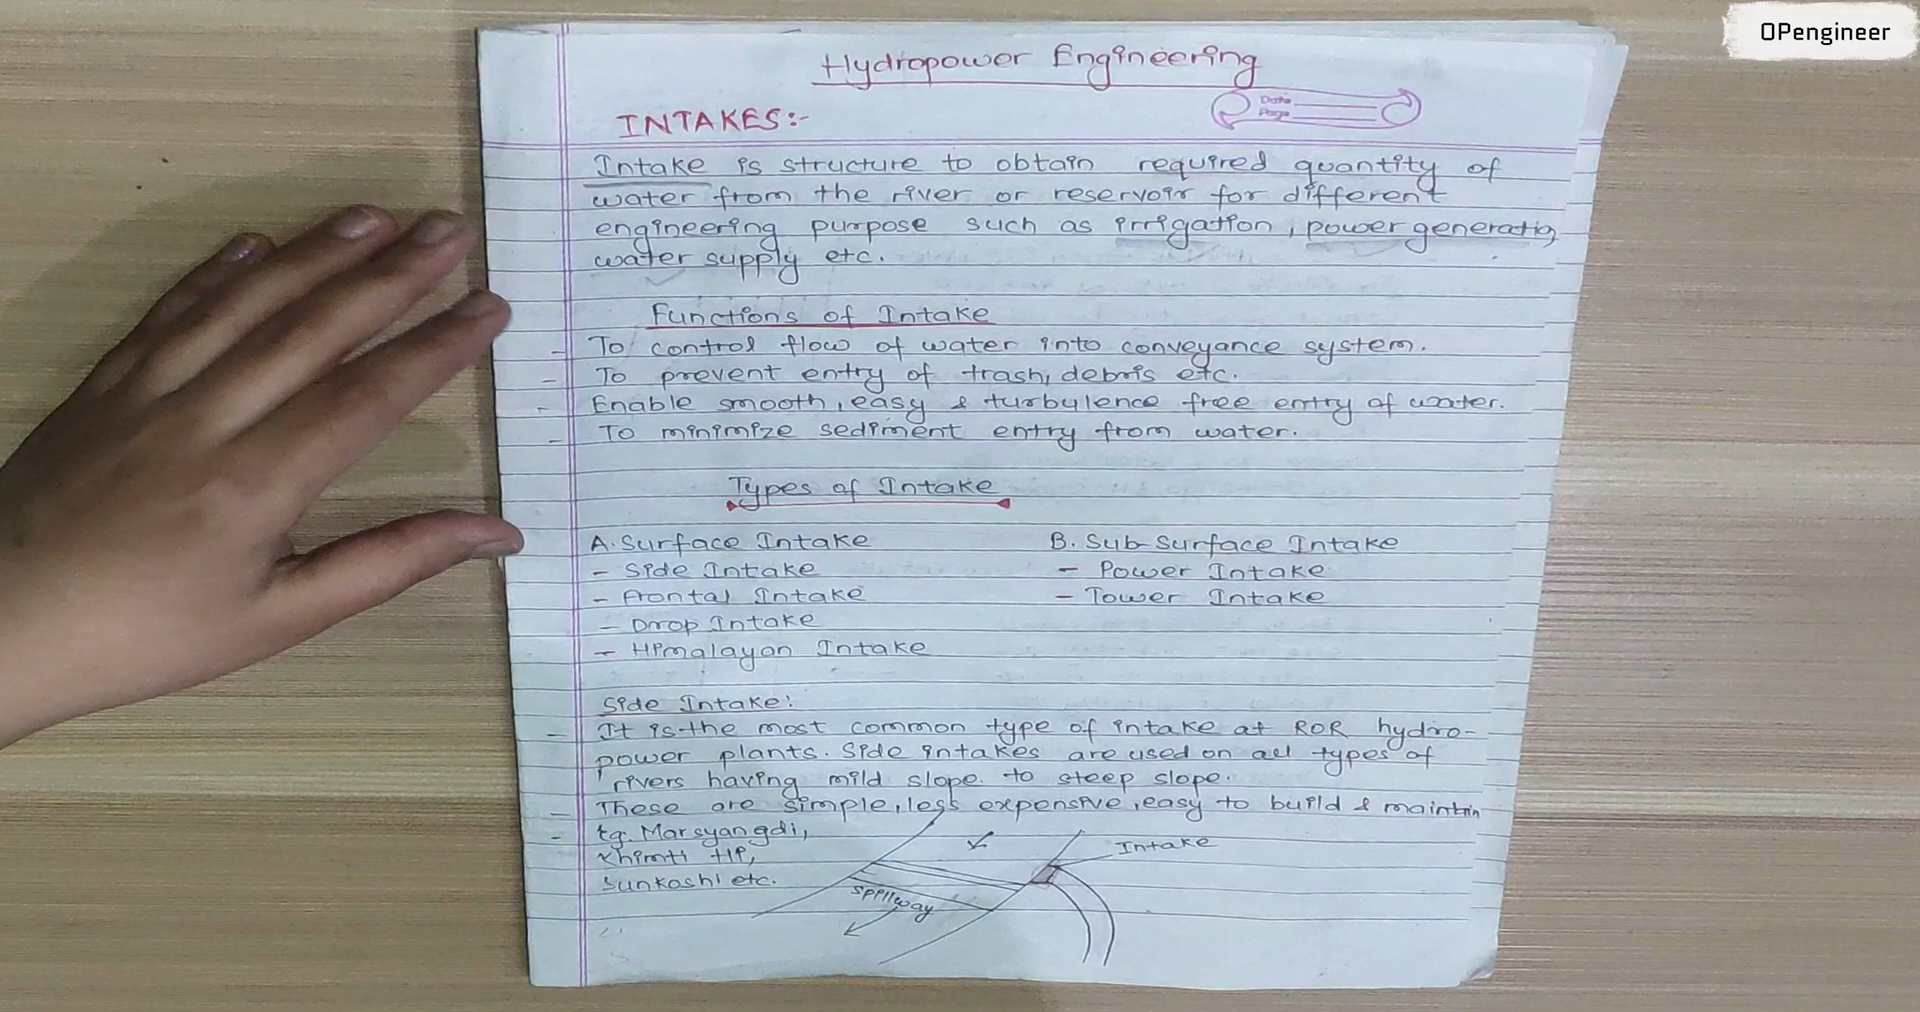 OPengineer
Hydropower Engineering
Date
Page
INTAKES:-
Intake is structure to obtain required quantity of
water from the river or reservoir for different
engineering purpose such as irrigation, power generation,
water supply etc.
Functions of Intake
- To control flow of water into conveyance system.
- To prevent entry of trash, debris etc.
- Enable smooth, easy & turbulence free entry of water.
- To minimize sediment entry from water.
Types of Intake
A. Surface Intake
- Side Intake
- Frontal Intake
- Drop Intake
- Himalayan Intake
B. Sub-Surface Intake
- Power Intake
- Tower Intake
Side Intake:
- It is the most common type of intake at ROR hydro-
power plants. Side intakes are used on all types of
rivers having mild slope to steep slope.
- These are simple, less expensive, easy to build & maintain
- Eg. Marsyangdi,
Khimti HP,
Sunkoshi etc.
Intake
Spillway